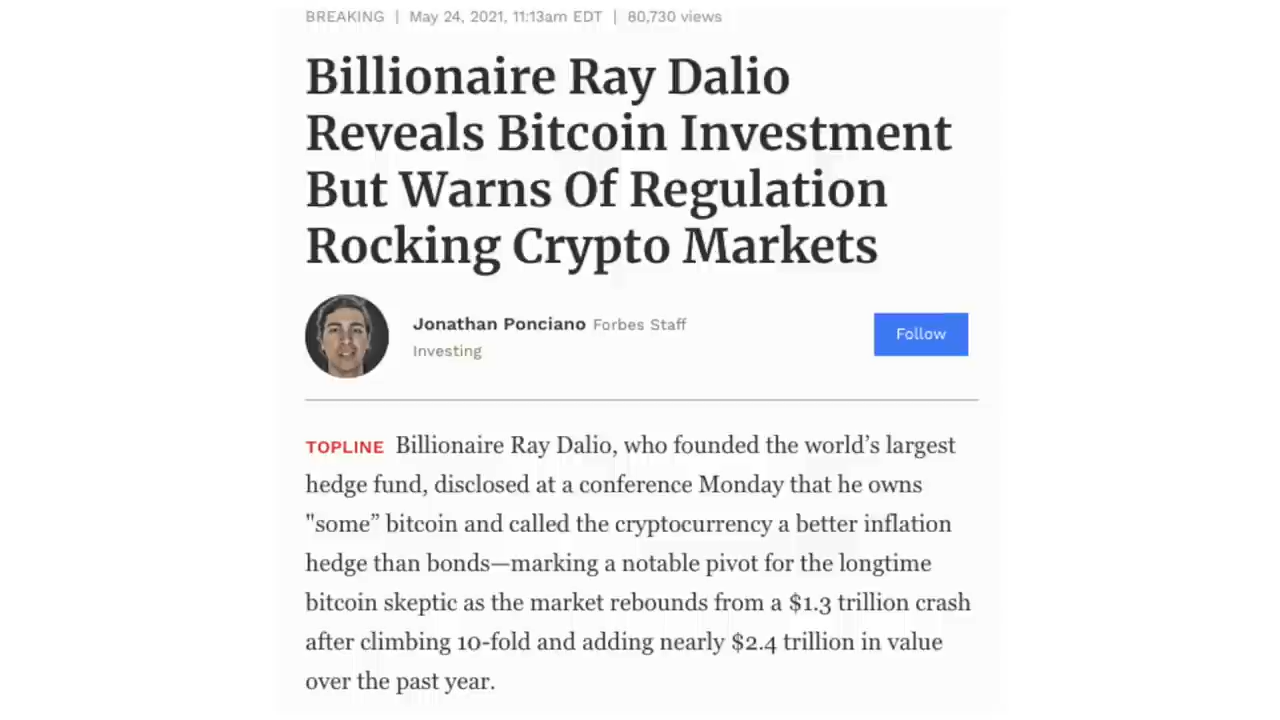 BREAKING | May 24, 2021, 11:13am EDT | 80,730 views
Billionaire Ray Dalio
Reveals Bitcoin Investment
But Warns Of Regulation
Rocking Crypto Markets
Jonathan Ponciano Forbes Staff
Investing
Follow
TOPLINE Billionaire Ray Dalio, who founded the world’s largest
hedge fund, disclosed at a conference Monday that he owns
"some” bitcoin and called the cryptocurrency a better inflation
hedge than bonds—marking a notable pivot for the longtime
bitcoin skeptic as the market rebounds from a $1.3 trillion crash
after climbing 10-fold and adding nearly $2.4 trillion in value
over the past year.